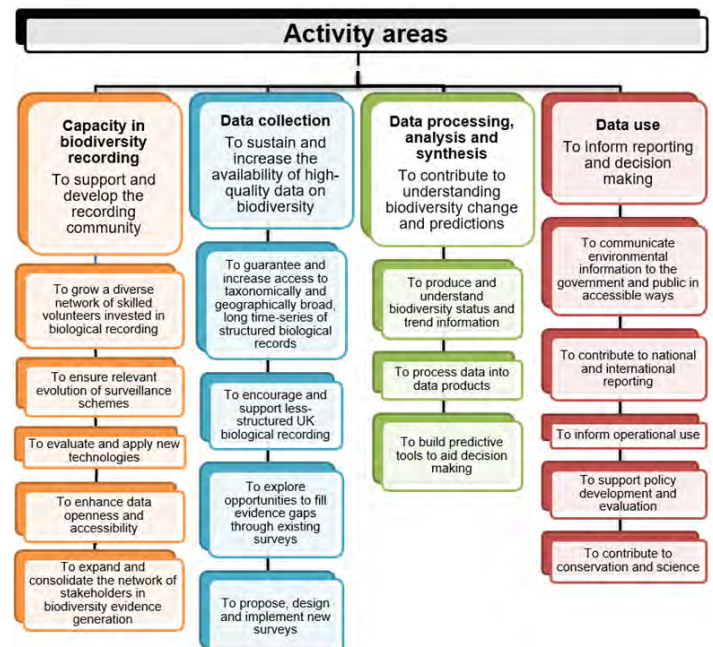 Activity areas
Capacity in
biodiversity
recording
To support and
develop the
recording
community
To grow a diverse
network of skilled
volunteers invested in
biological recording
To ensure relevant
evolution of surveillance
schemes
To evaluate and apply new
technologies
To enhance data
openness and
accessibility
To expand and
consolidate the network of
stakeholders in
biodiversity evidence
generation
Data collection
To sustain and
increase the
availability of high-
quality data on
biodiversity
To guarantee and
increase access to
taxonomically and
geographically broad,
long time-series of
structured biological
records
To encourage and
support less-
structured UK
biological recording
To explore
opportunities to fill
evidence gaps
through existing
surveys
To propose, design
and implement new
surveys
Data processing,
analysis and
synthesis
To contribute to
understanding
biodiversity change
and predictions
To produce and
understand
biodiversity status and
trend information
To process data into
data products
To build predictive
tools to aid decision
making
Data use
To inform reporting
and decision
making
To communicate
environmental
information to the
government and public in
accessible ways
To contribute to national
and international
reporting
To inform operational use
To support policy
development and
evaluation
To contribute to
conservation and science